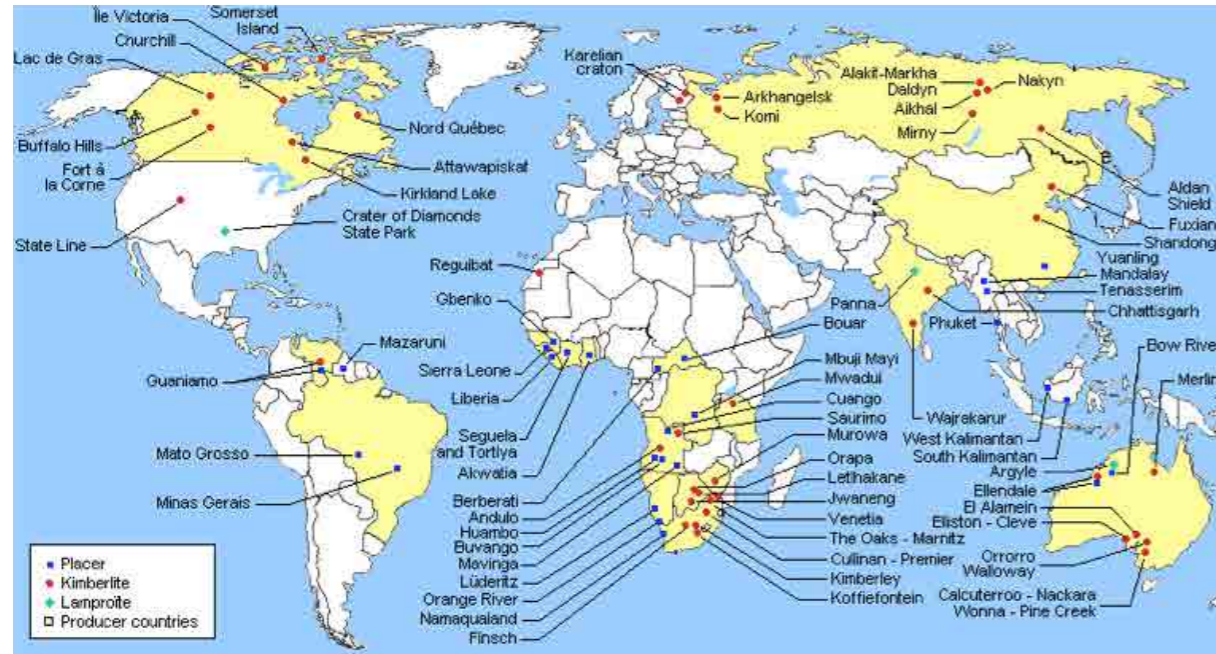 Île Victoria
Somerset
Island
Churchill
Lac de Gras
Buffalo Hills
Fort à
la Corne
State Line
Nord Québec
Attawapiskat
Kirkland Lake
Crater of Diamonds
State Park
Karelian
craton
Arkhangelsk
Komi
Alakit-Markha
Daldyn
Aikhal
Mirny
Nakyn
Aldan
Shield
Fuxian
Shandong
Yuanling
Mandalay
Tenasserim
Chhattisgarh
Panna
Phuket
Wajrakarur
West Kalimantan
South Kalimantan
Reguibat
Gbenko
Sierra Leone
Liberia
Seguela
and Tortiya
Akwatia
Berberati
Andulo
Huambo
Buvango
Mavinga
Lüderitz
Orange River
Namaqualand
Finsch
Bouar
Mbuji Mayi
Mwadui
Cuango
Saurimo
Murowa
Orapa
Letlhakane
Jwaneng
Venetia
The Oaks - Marnitz
Cullinan - Premier
Kimberley
Koffiefontein
Mazaruni
Guaniamo
Mato Grosso
Minas Gerais
Bow Rive
Merlin
Argyle
Ellendale
El Alamein
Elliston - Cleve
Orrorro
Walloway
Calcuterroo - Nackara
Wonna - Pine Creek
Placer
Kimberlite
Lamproïte
Producer countries